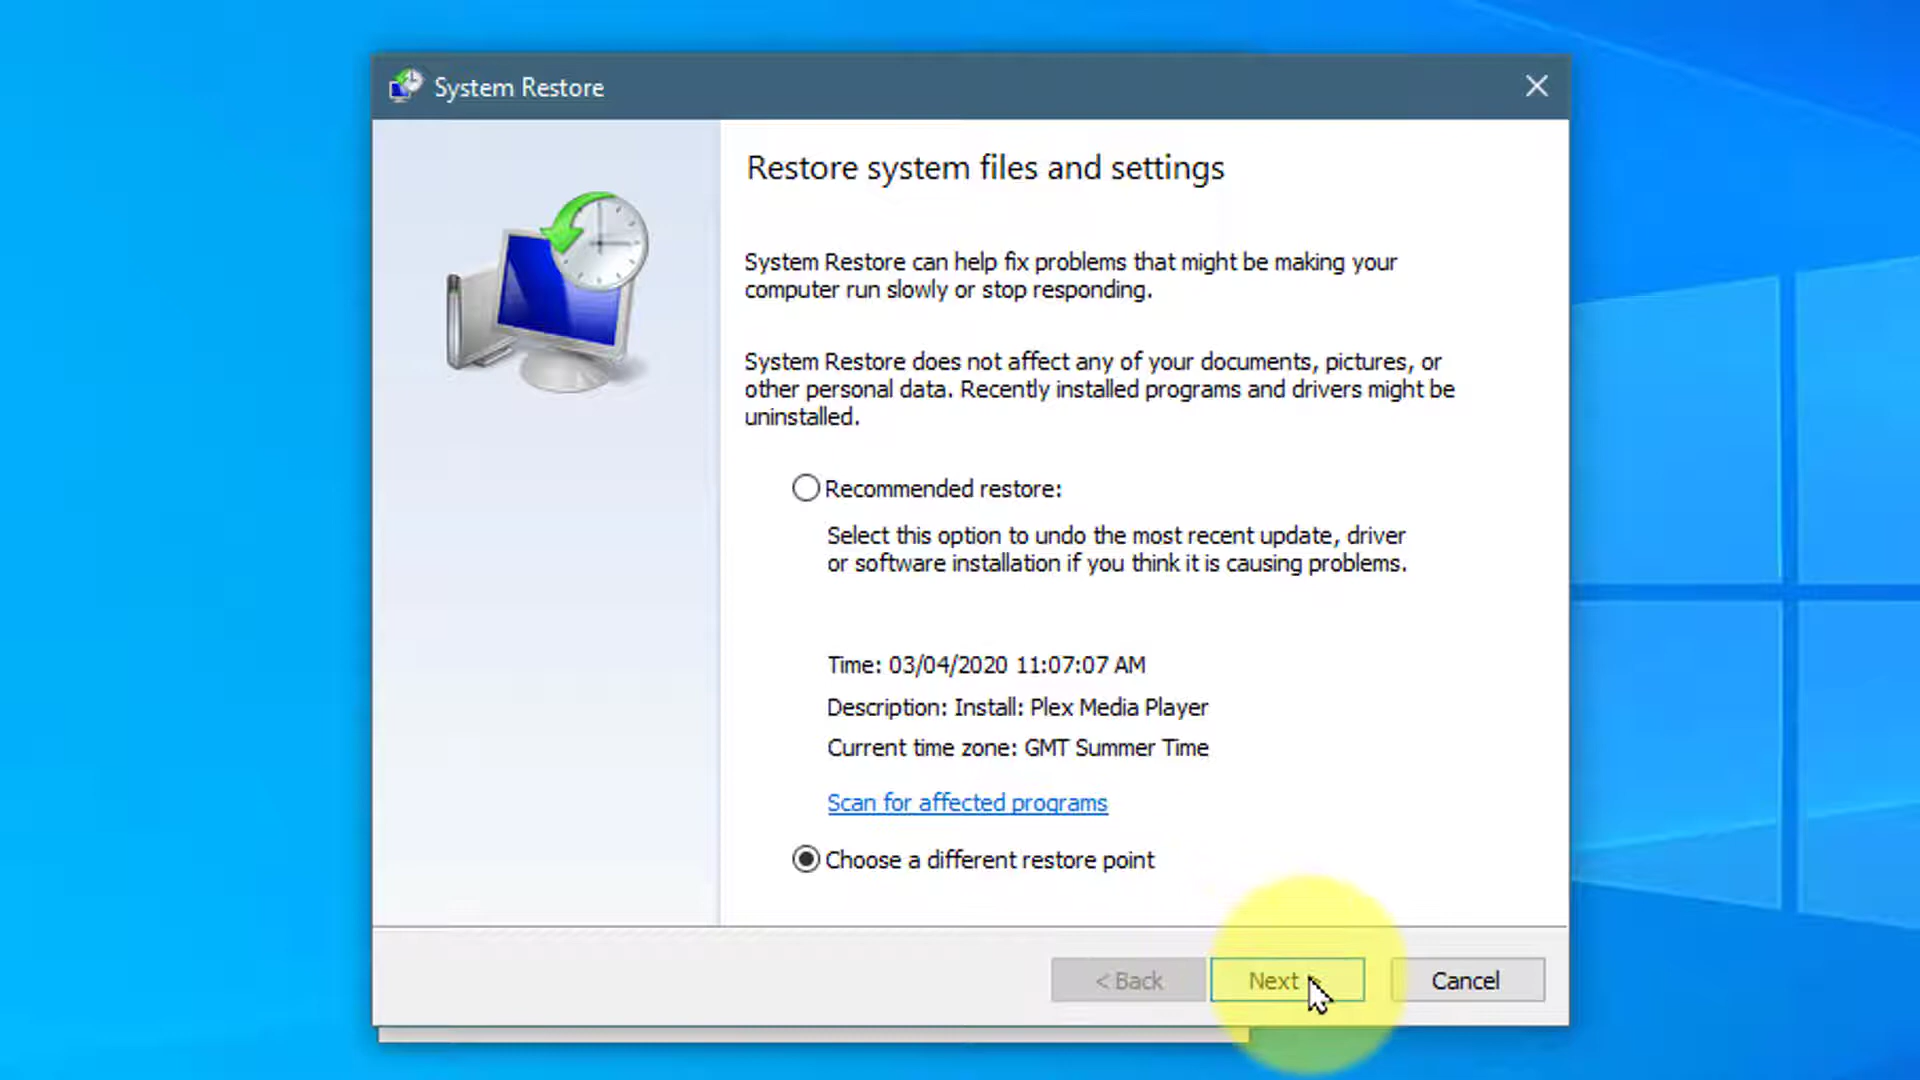 System Restore
Restore system files and settings
System Restore can help fix problems that might be making your
computer run slowly or stop responding.
System Restore does not affect any of your documents, pictures, or
other personal data. Recently installed programs and drivers might be
uninstalled.
Recommended restore:
Select this option to undo the most recent update, driver
or software installation if you think it is causing problems.
Time: 03/04/2020 11:07:07 AM
Description: Install: Plex Media Player
Current time zone: GMT Summer Time
Scan for affected programs
Choose a different restore point
< Back
Next >
Cancel